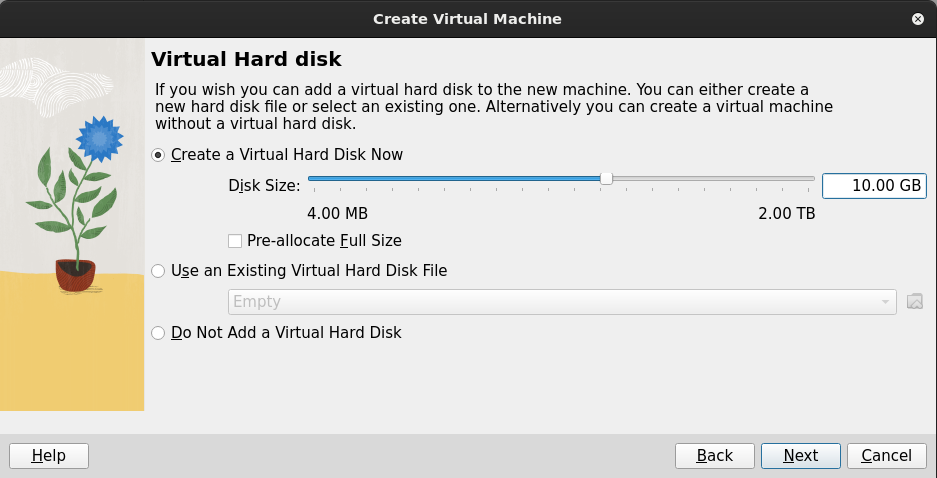 Create Virtual Machine
Virtual Hard disk
If you wish you can add a virtual hard disk to the new machine. You can either create a
new hard disk file or select an existing one. Alternatively you can create a virtual machine
without a virtual hard disk.
Create a Virtual Hard Disk Now
Disk Size: 10.00 GB
4.00 MB 2.00 TB
Pre-allocate Full Size
Use an Existing Virtual Hard Disk File
Empty
Do Not Add a Virtual Hard Disk
Help Back Next Cancel